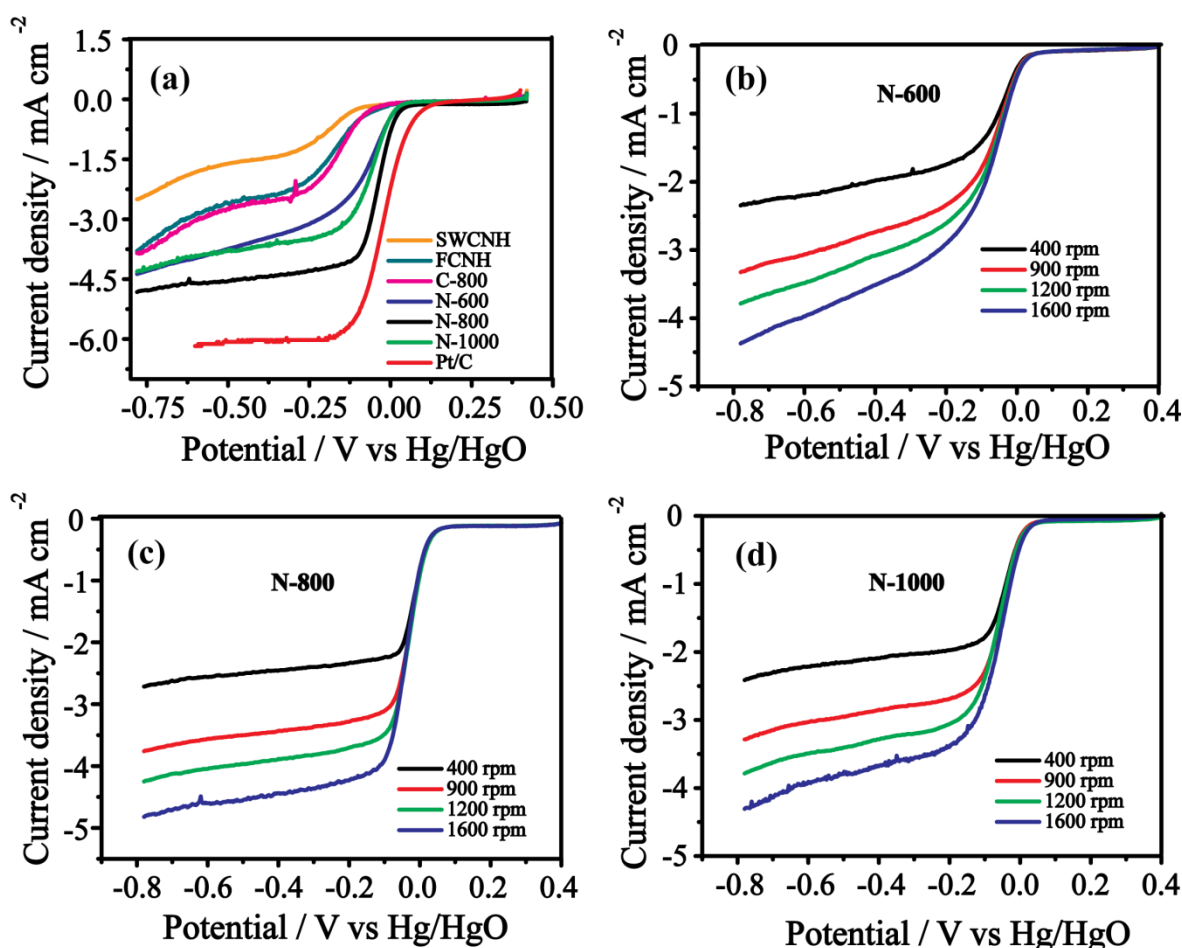 (a)
Current density / mA cm-2
1.5
0.0
-1.5
-3.0
-4.5
-6.0
SWCNH
FCNH
C-800
N-600
N-800
N-1000
Pt/C
-0.75 -0.50 -0.25 0.00 0.25 0.50
Potential / V vs Hg/HgO
(b)
N-600
Current density / mA cm-2
0
-1
-2
-3
-4
-5
400 rpm
900 rpm
1200 rpm
1600 rpm
-0.8 -0.6 -0.4 -0.2 0.0 0.2 0.4
Potential / V vs Hg/HgO
(c)
N-800
Current density / mA cm-2
0
-1
-2
-3
-4
-5
400 rpm
900 rpm
1200 rpm
1600 rpm
-0.8 -0.6 -0.4 -0.2 0.0 0.2 0.4
Potential / V vs Hg/HgO
(d)
N-1000
Current density / mA cm-2
0
-1
-2
-3
-4
-5
400 rpm
900 rpm
1200 rpm
1600 rpm
-0.8 -0.6 -0.4 -0.2 0.0 0.2 0.4
Potential / V vs Hg/HgO